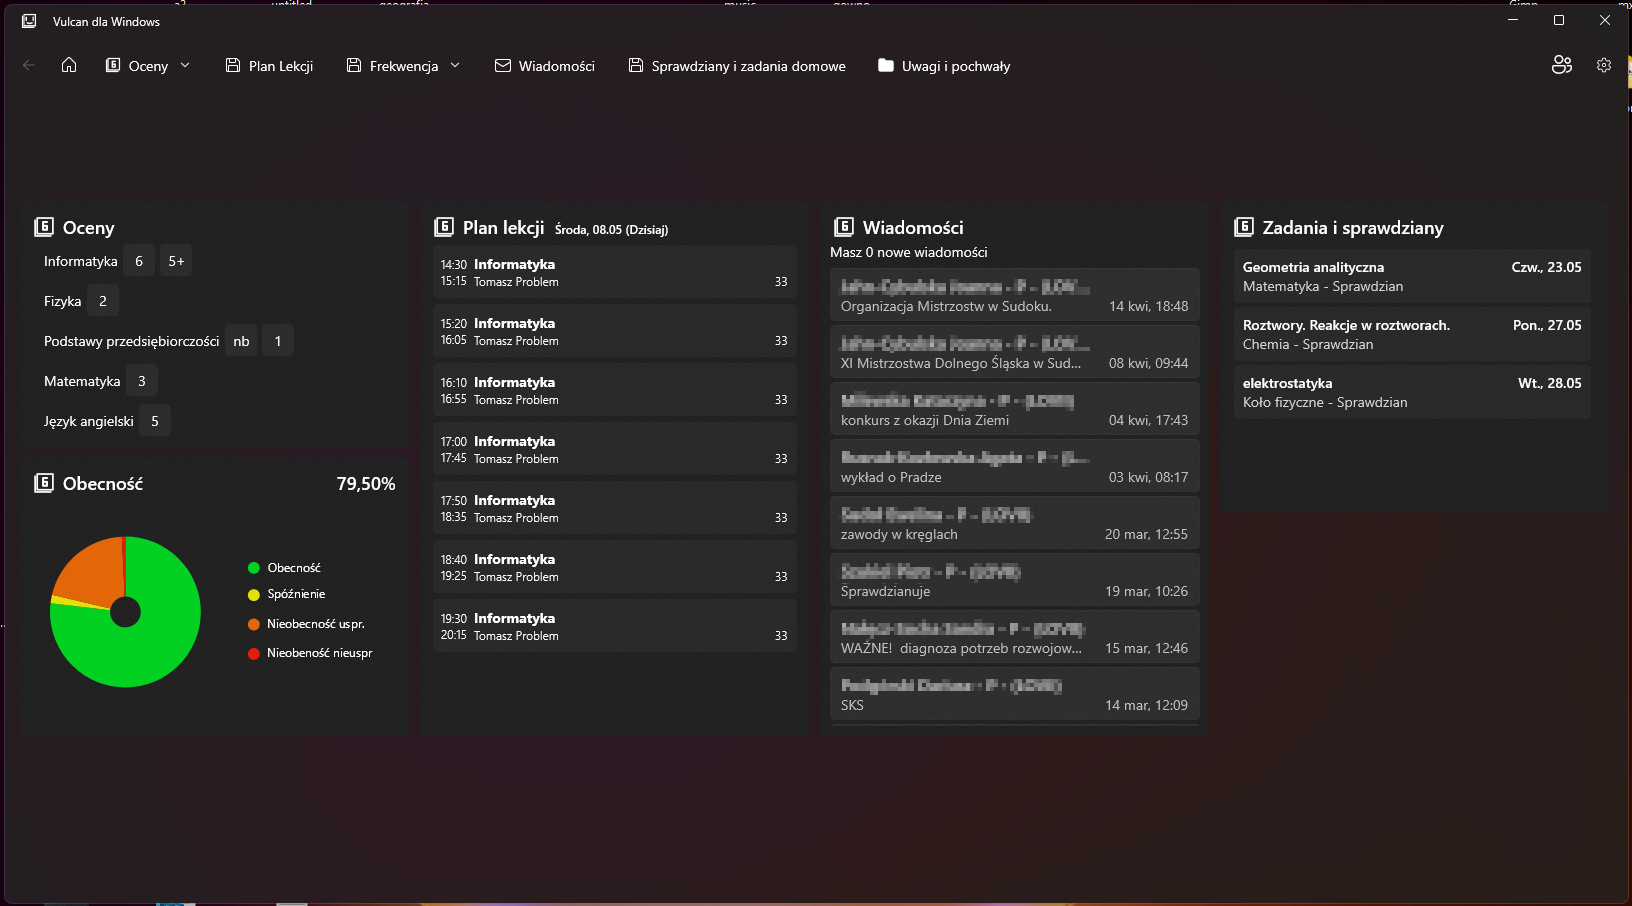 Vulcan dla Windows
Oceny
Plan Lekcji
Frekwencja
Wiadomości
Sprawdziany i zadania domowe
Uwagi i pochwały
Oceny
Informatyka 6 5+
Fizyka 2
Podstawy przedsiębiorczości nb 1
Matematyka 3
Język angielski 5
Obecność 79,50%
Obecność
Spóźnienie
Nieobecność uspr.
Nieobeność nieuspr
Plan lekcji Środa, 08.05 (Dzisiaj)
14:30 Informatyka
15:15 Tomasz Problem 33
15:20 Informatyka
16:05 Tomasz Problem 33
16:10 Informatyka
16:55 Tomasz Problem 33
17:00 Informatyka
17:45 Tomasz Problem 33
17:50 Informatyka
18:35 Tomasz Problem 33
18:40 Informatyka
19:25 Tomasz Problem 33
19:30 Informatyka
20:15 Tomasz Problem 33
Wiadomości
Masz 0 nowe wiadomości
Organizacja Mistrzostw w Sudoku. 14 kwi, 18:48
XI Mistrzostwa Dolnego Śląska w Sud... 08 kwi, 09:44
konkurs z okazji Dnia Ziemi 04 kwi, 17:43
wykład o Pradze 03 kwi, 08:17
zawody w kręglach 20 mar, 12:55
Sprawdzianuje 19 mar, 10:26
WAŻNE!  diagnoza potrzeb rozwojow... 15 mar, 12:46
SKS 14 mar, 12:09
Zadania i sprawdziany
Geometria analityczna Czw., 23.05
Matematyka - Sprawdzian
Roztwory. Reakcje w roztworach. Pon., 27.05
Chemia - Sprawdzian
elektrostatyka Wt., 28.05
Koło fizyczne - Sprawdzian